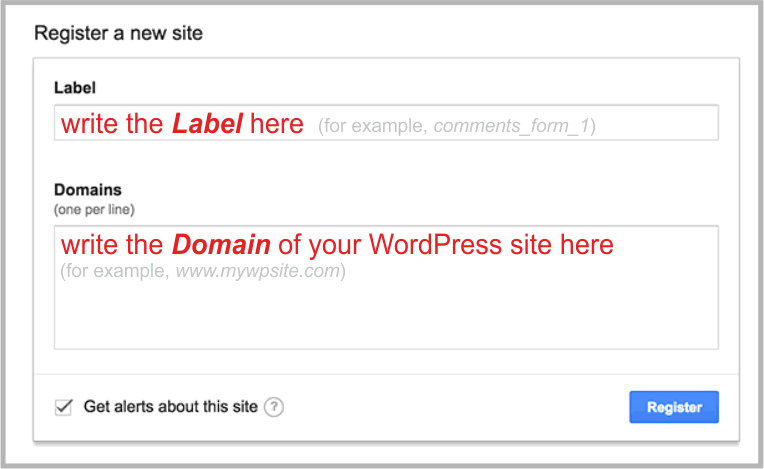 Register a new site
Label
write the Label here (for example, comments_form_1)
Domains
(one per line)
write the Domain of your WordPress site here
(for example, www.mywpsite.com)
Get alerts about this site ?
Register